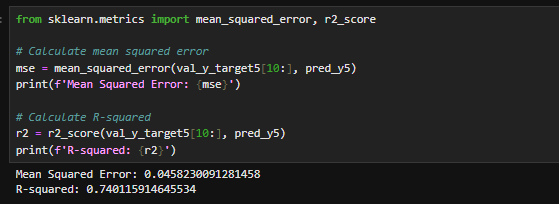 from sklearn.metrics import mean_squared_error, r2_score
# Calculate mean squared error
mse = mean_squared_error(val_y_target5[10:], pred_y5)
print(f'Mean Squared Error: {mse}')
# Calculate R-squared
r2 = r2_score(val_y_target5[10:], pred_y5)
print(f'R-squared: {r2}')
Mean Squared Error: 0.0458230091281458
R-squared: 0.740115914645534